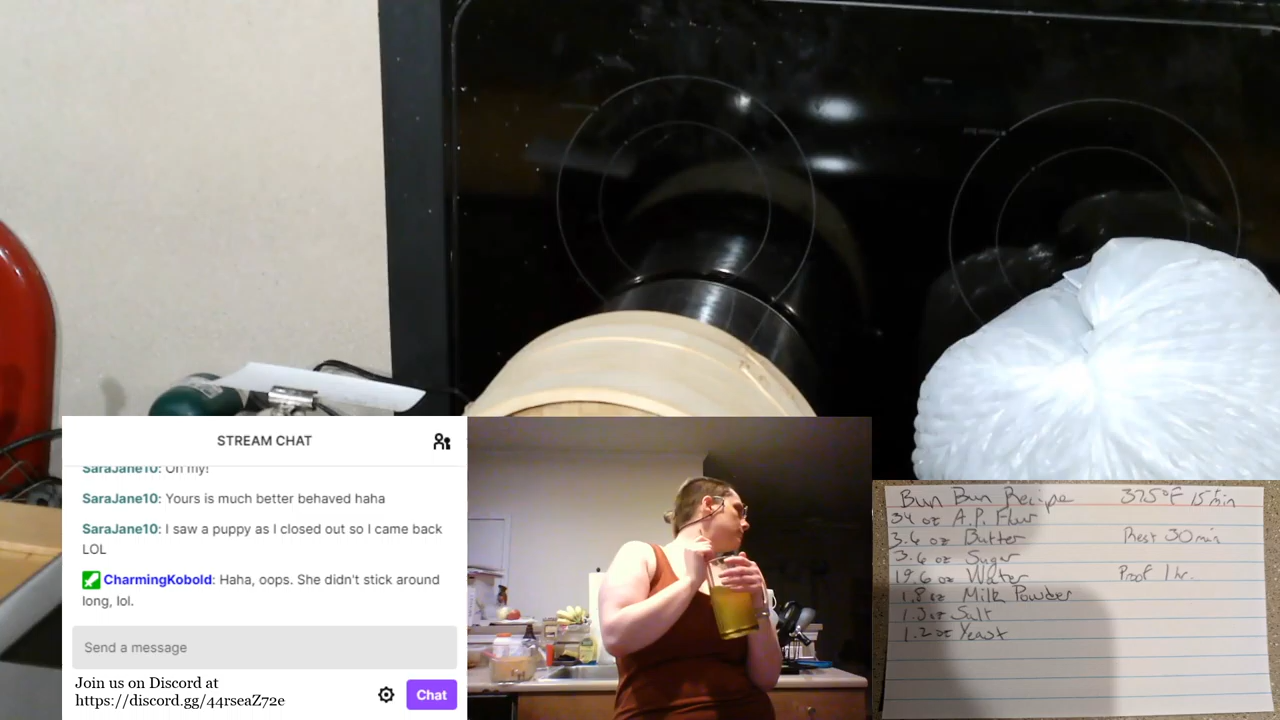 STREAM CHAT
SaraJane10: Oh my!
SaraJane10: Yours is much better behaved haha
SaraJane10: I saw a puppy as I closed out so I came back
LOL
CharmingKobold: Haha, oops. She didn't stick around
long, lol.
Send a message
Join us on Discord at
https://discord.gg/44rseaZ72e
Chat
Bun Bun Recipe 375°F 15 min
34 oz A.P. Flour
3.6 oz Butter Rest 30 min
3.6 oz Sugar
19.6 oz Water Proof 1 hr.
1.8 oz Milk Powder
1.3 oz Salt
1.2 oz Yeast